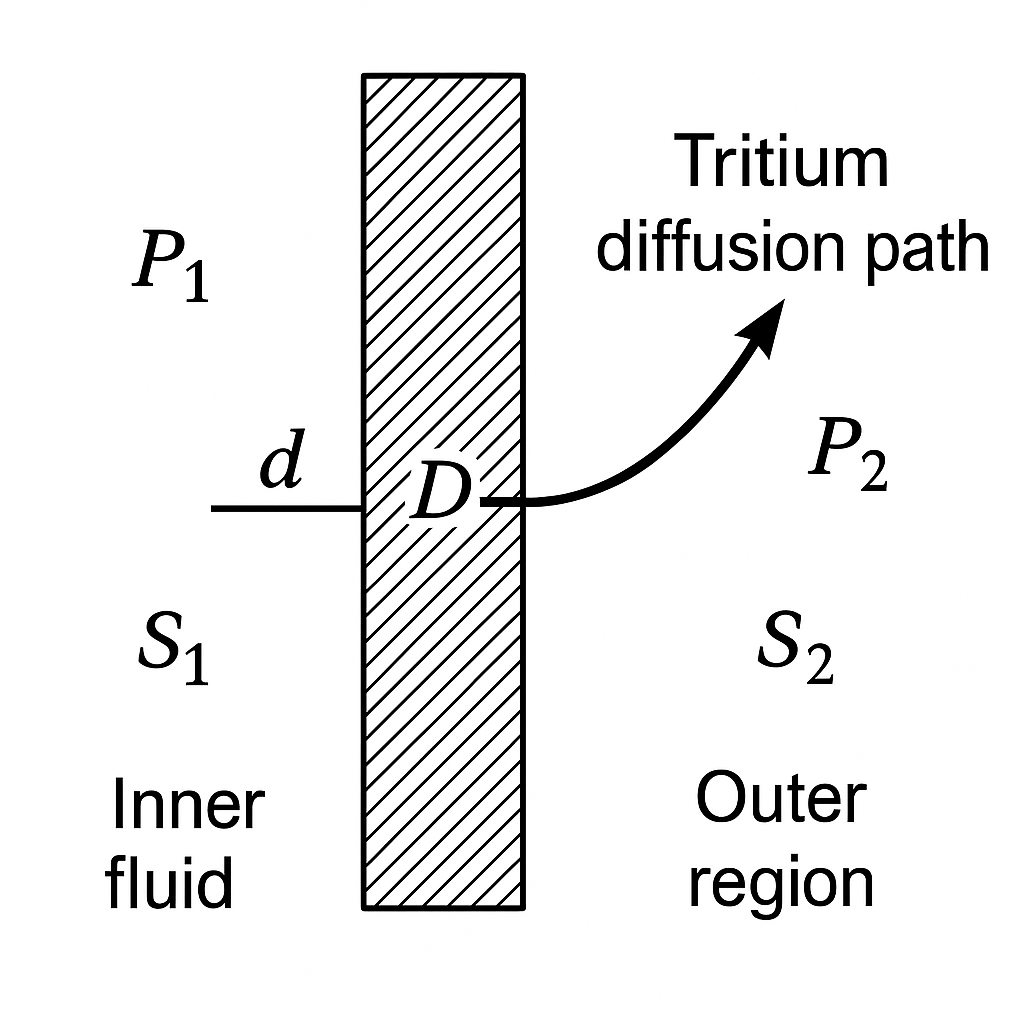 Tritium
diffusion path
P₁
P₂
d
D
S₁
S₂
Inner
fluid
Outer
region